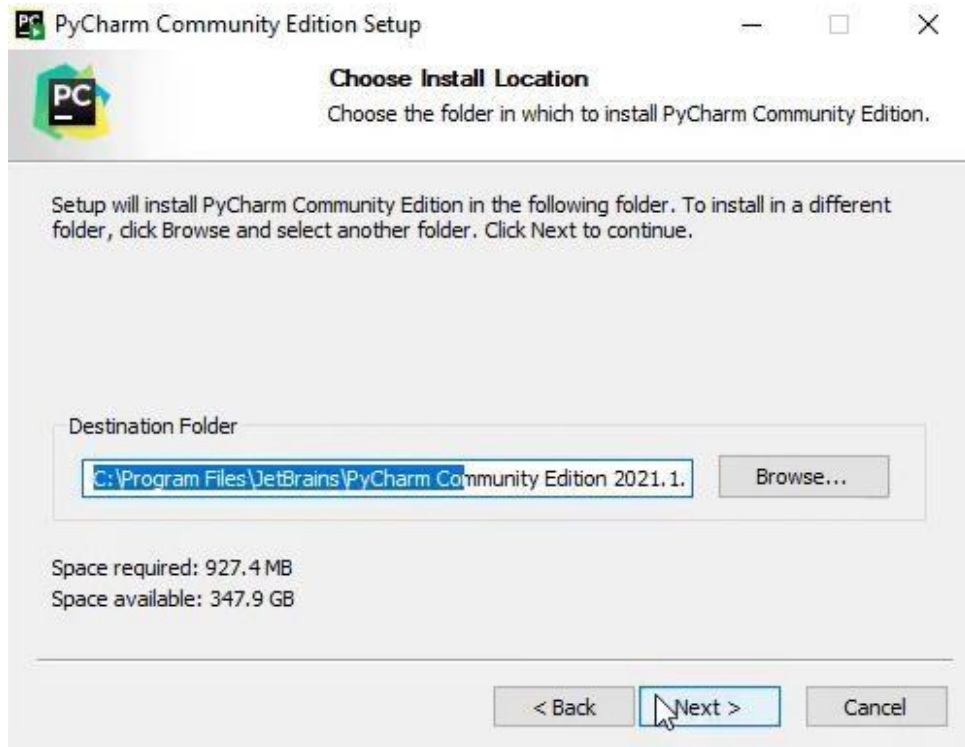 PyCharm Community Edition Setup
PC
Choose Install Location
Choose the folder in which to install PyCharm Community Edition.
Setup will install PyCharm Community Edition in the following folder. To install in a different
folder, click Browse and select another folder. Click Next to continue.
Destination Folder
C:\Program Files\JetBrains\PyCharm Community Edition 2021.1.
Browse...
Space required: 927.4 MB
Space available: 347.9 GB
< Back
Next >
Cancel